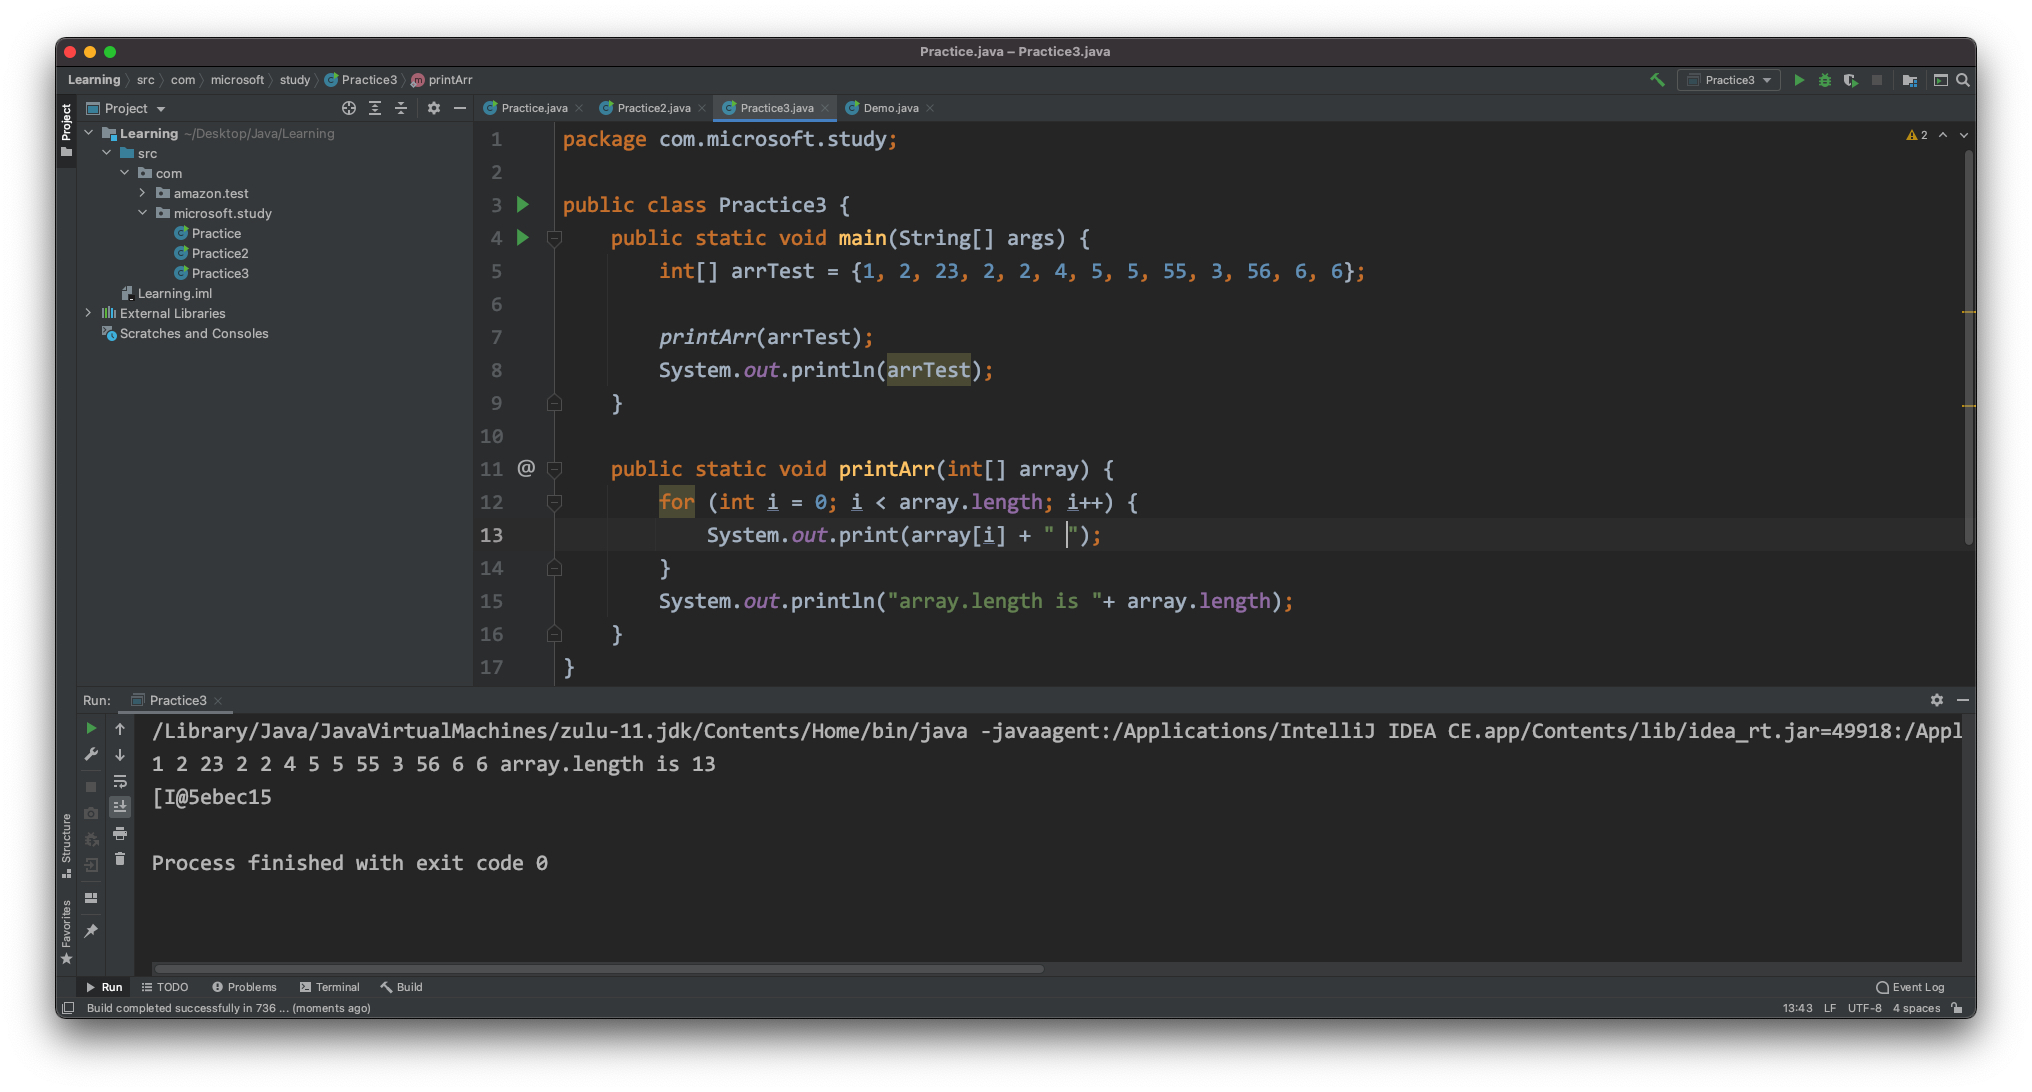 Practice.java – Practice3.java
Learning src com microsoft study Practice3 printArr
Practice3
Project
Project
Practice.java Practice2.java Practice3.java Demo.java
Learning ~/Desktop/Java/Learning
src
com
amazon.test
microsoft.study
Practice
Practice2
Practice3
Learning.iml
External Libraries
Scratches and Consoles
2
1 package com.microsoft.study;
2
3 public class Practice3 {
4 public static void main(String[] args) {
5 int[] arrTest = {1, 2, 23, 2, 2, 4, 5, 5, 55, 3, 56, 6, 6};
6
7 printArr(arrTest);
8 System.out.println(arrTest);
9 }
10
11 @ public static void printArr(int[] array) {
12 for (int i = 0; i < array.length; i++) {
13 System.out.print(array[i] + " ");
14 }
15 System.out.println("array.length is "+ array.length);
16 }
17 }
Run: Practice3
/Library/Java/JavaVirtualMachines/zulu-11.jdk/Contents/Home/bin/java -javaagent:/Applications/IntelliJ IDEA CE.app/Contents/lib/idea_rt.jar=49918:/Appl
1 2 23 2 2 4 5 5 55 3 56 6 6 array.length is 13
[I@5ebec15
Process finished with exit code 0
Structure
Favorites
Run TODO Problems Terminal Build Event Log
Build completed successfully in 736 ... (moments ago) 13:43 LF UTF-8 4 spaces